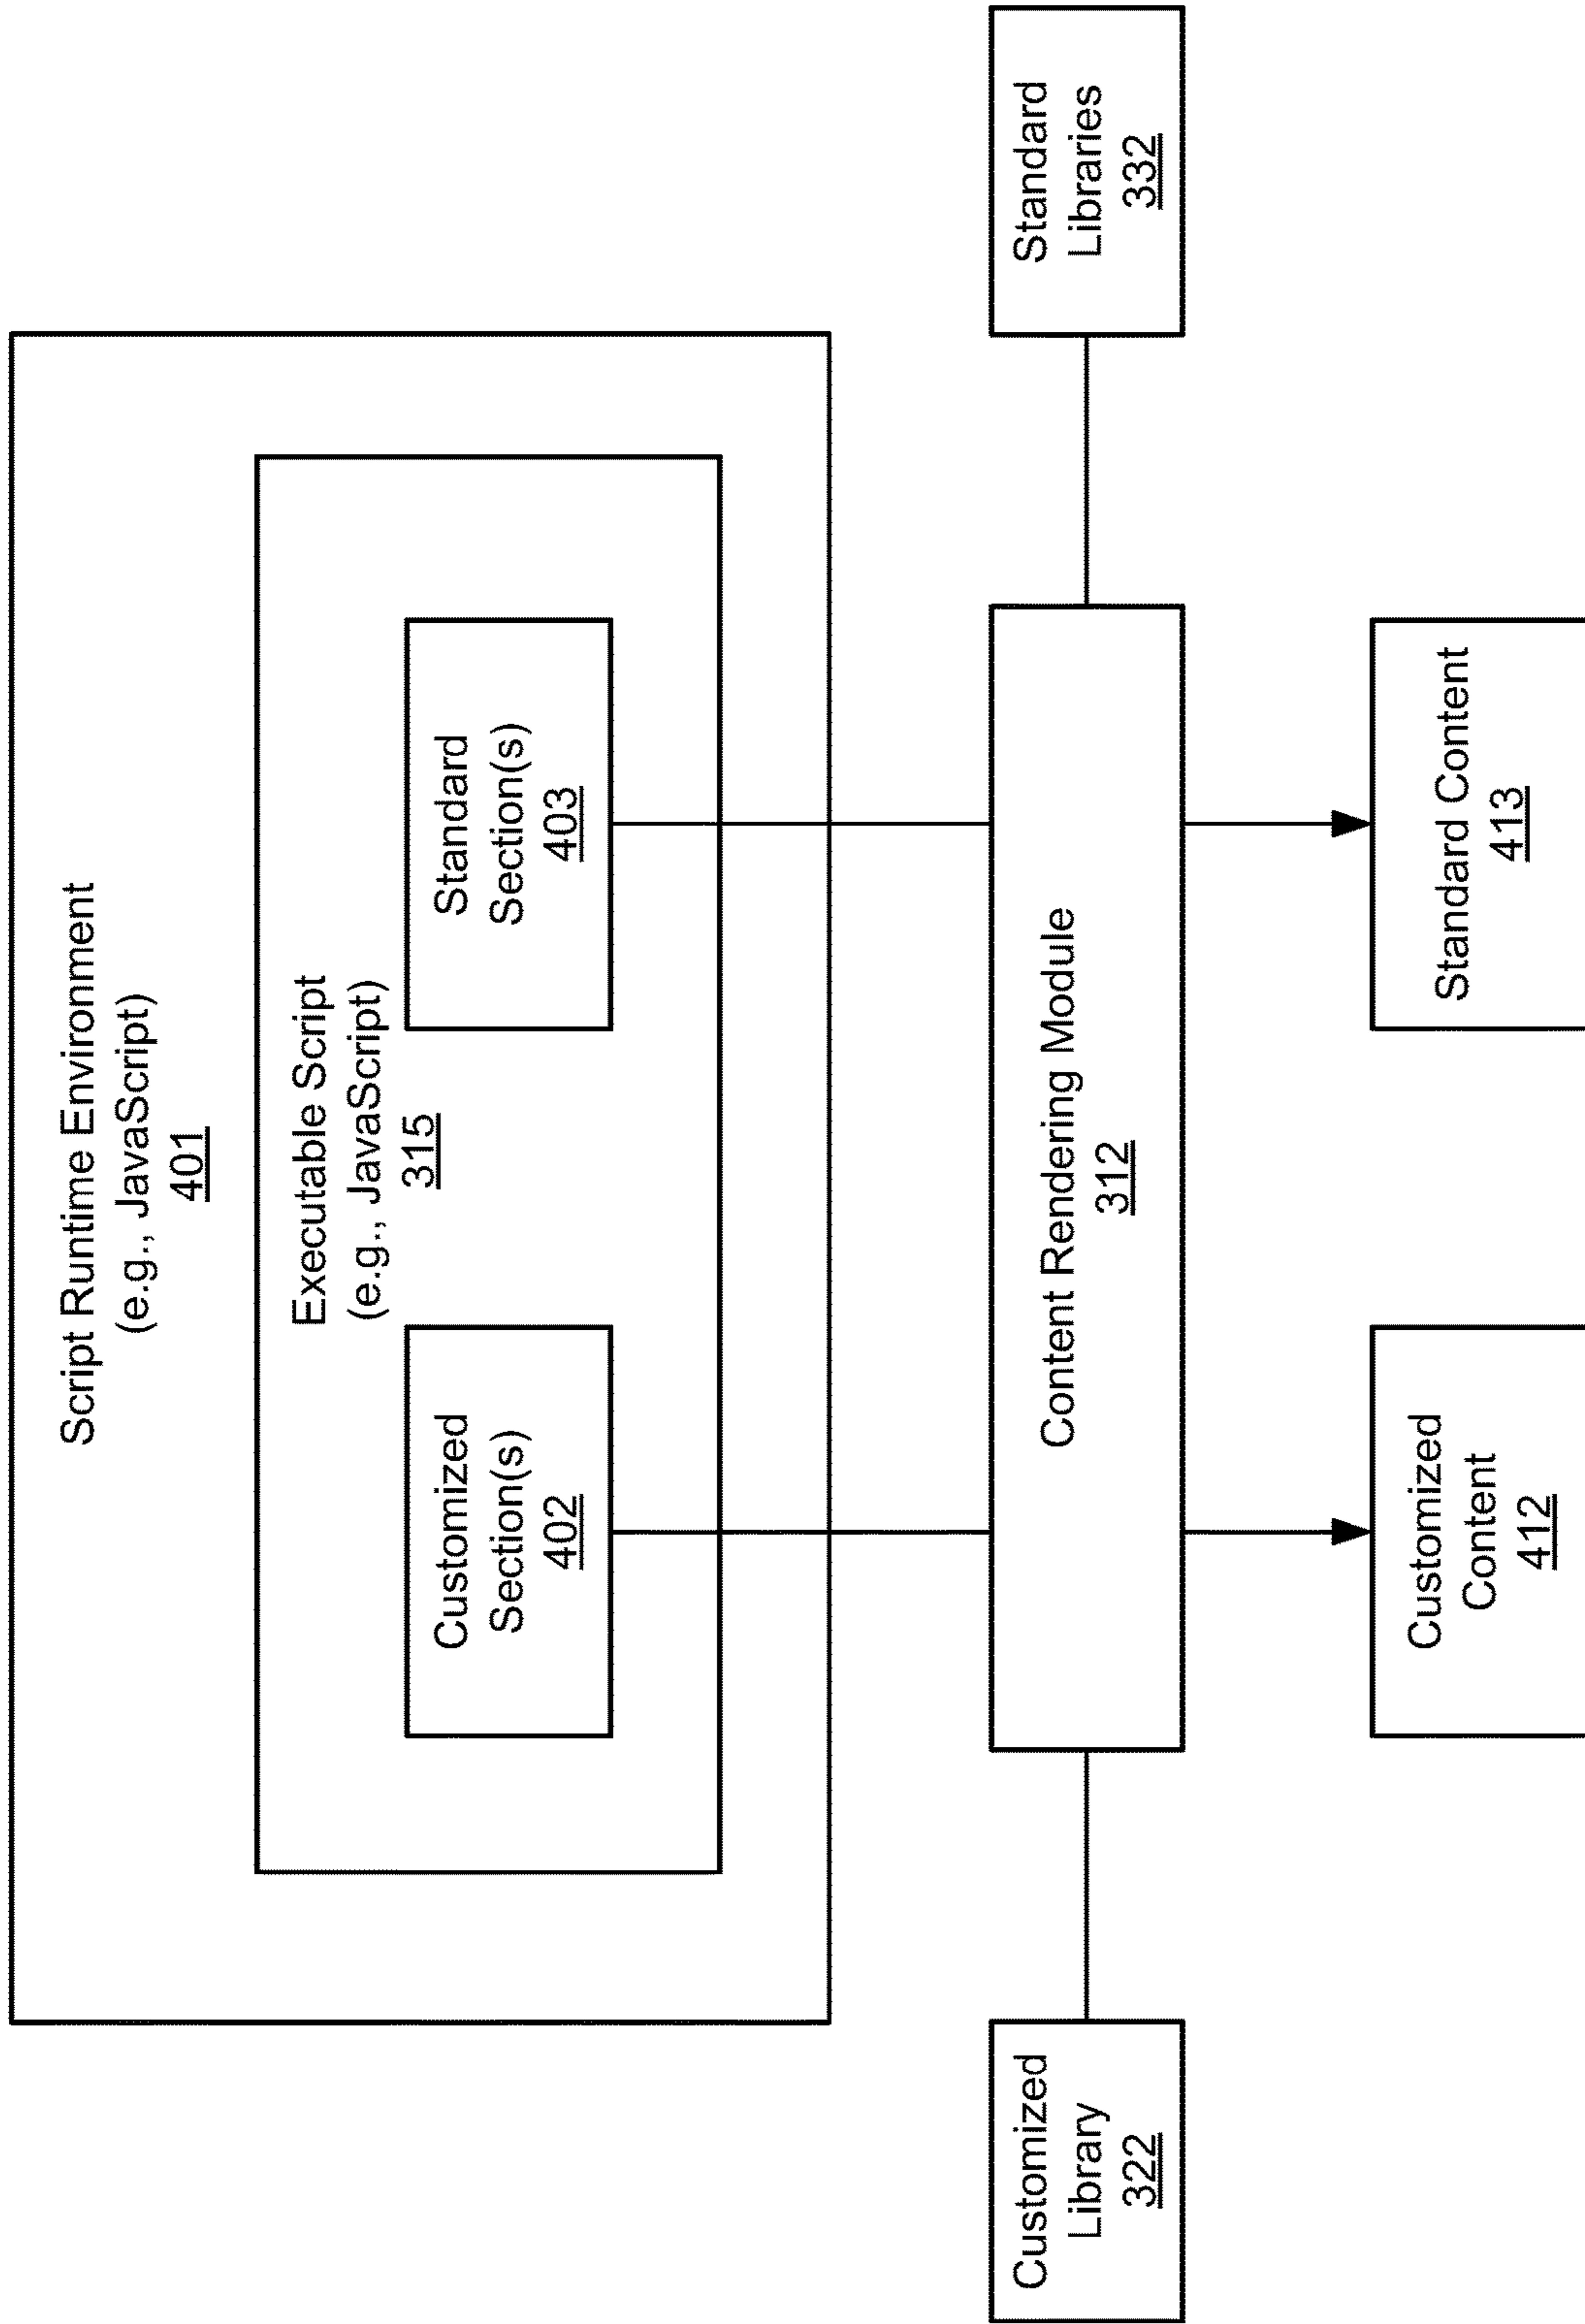 Script Runtime Environment
(e.g., JavaScript)
401
Executable Script
(e.g., JavaScript)
315
Customized
Section(s)
402
Standard
Section(s)
403
Customized
Library
322
Content Rendering Module
312
Standard
Libraries
332
Customized
Content
412
Standard Content
413